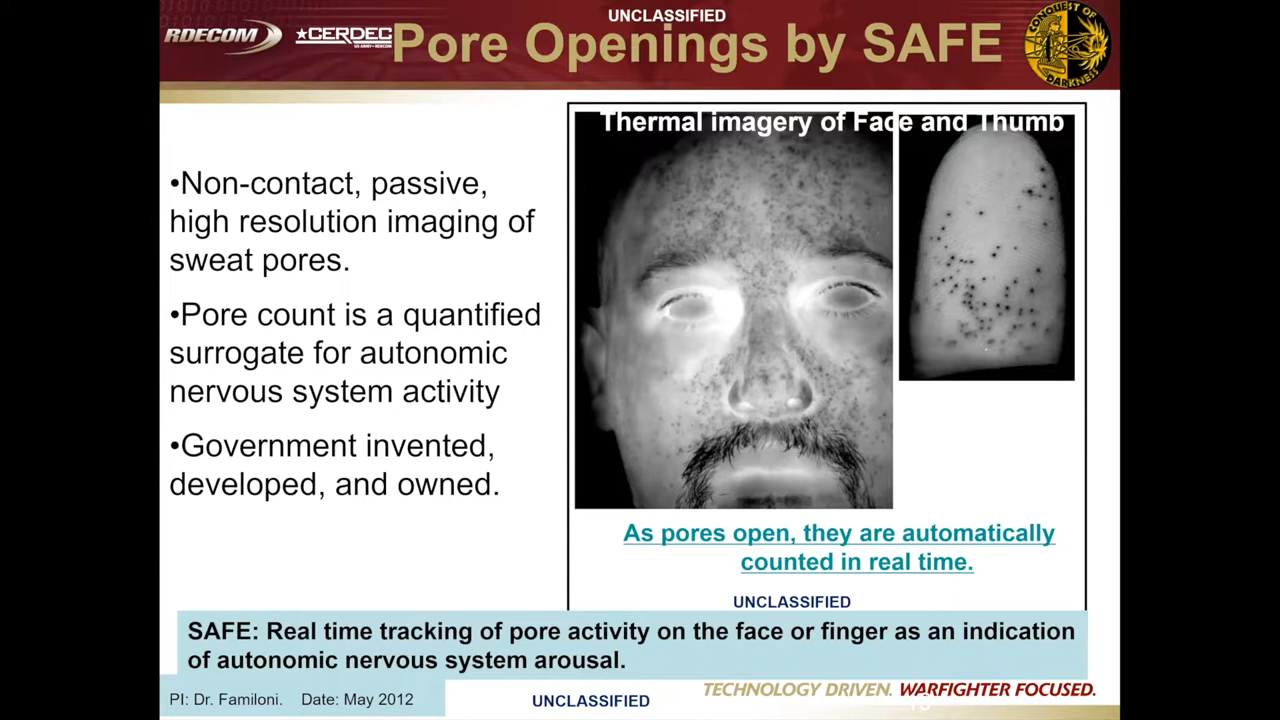 UNCLASSIFIED
RDECOM
★CERDEC
US ARMY-RDECOM
Pore Openings by SAFE
CONQUEST OF
DARKNESS
Thermal imagery of Face and Thumb
•Non-contact, passive,
high resolution imaging of
sweat pores.
•Pore count is a quantified
surrogate for autonomic
nervous system activity
•Government invented,
developed, and owned.
As pores open, they are automatically
counted in real time.
UNCLASSIFIED
SAFE: Real time tracking of pore activity on the face or finger as an indication
of autonomic nervous system arousal.
PI: Dr. Familoni. Date: May 2012
UNCLASSIFIED
TECHNOLOGY DRIVEN. WARFIGHTER FOCUSED.